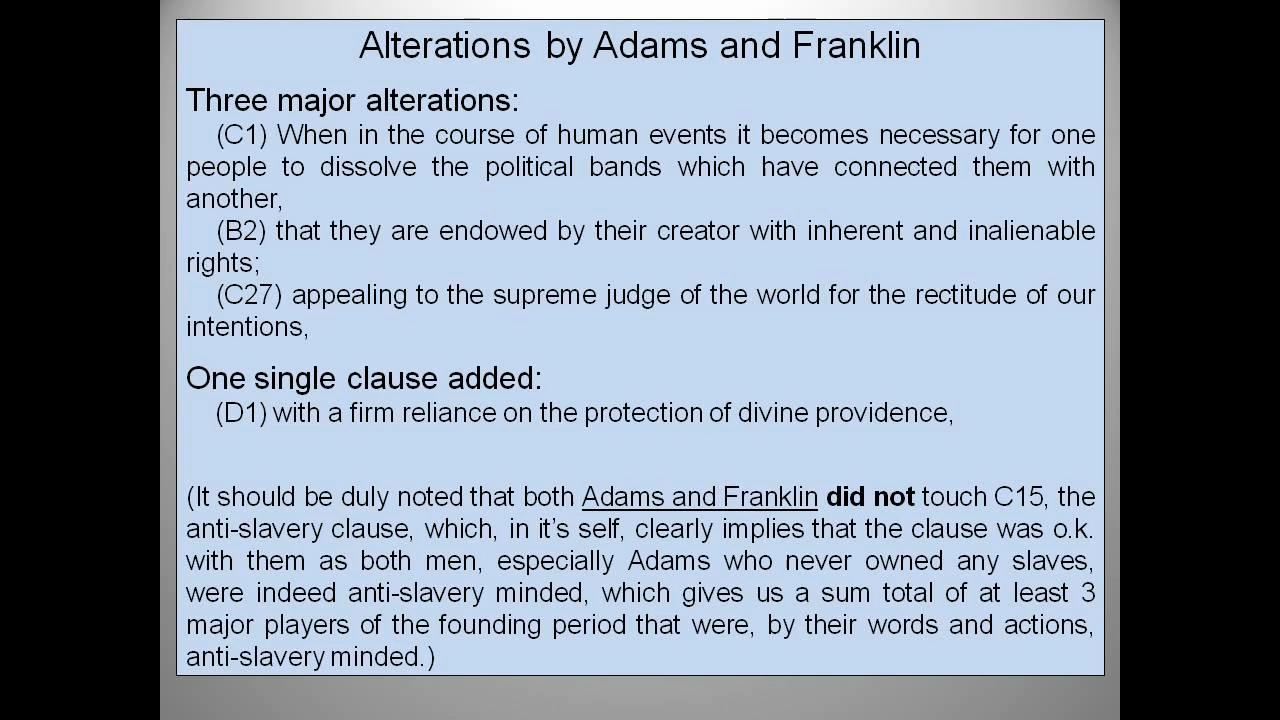 Alterations by Adams and Franklin
Three major alterations:
(C1) When in the course of human events it becomes necessary for one
people to dissolve the political bands which have connected them with
another,
(B2) that they are endowed by their creator with inherent and inalienable
rights;
(C27) appealing to the supreme judge of the world for the rectitude of our
intentions,
One single clause added:
(D1) with a firm reliance on the protection of divine providence,
(It should be duly noted that both Adams and Franklin did not touch C15, the
anti-slavery clause, which, in it's self, clearly implies that the clause was o.k.
with them as both men, especially Adams who never owned any slaves,
were indeed anti-slavery minded, which gives us a sum total of at least 3
major players of the founding period that were, by their words and actions,
anti-slavery minded.)